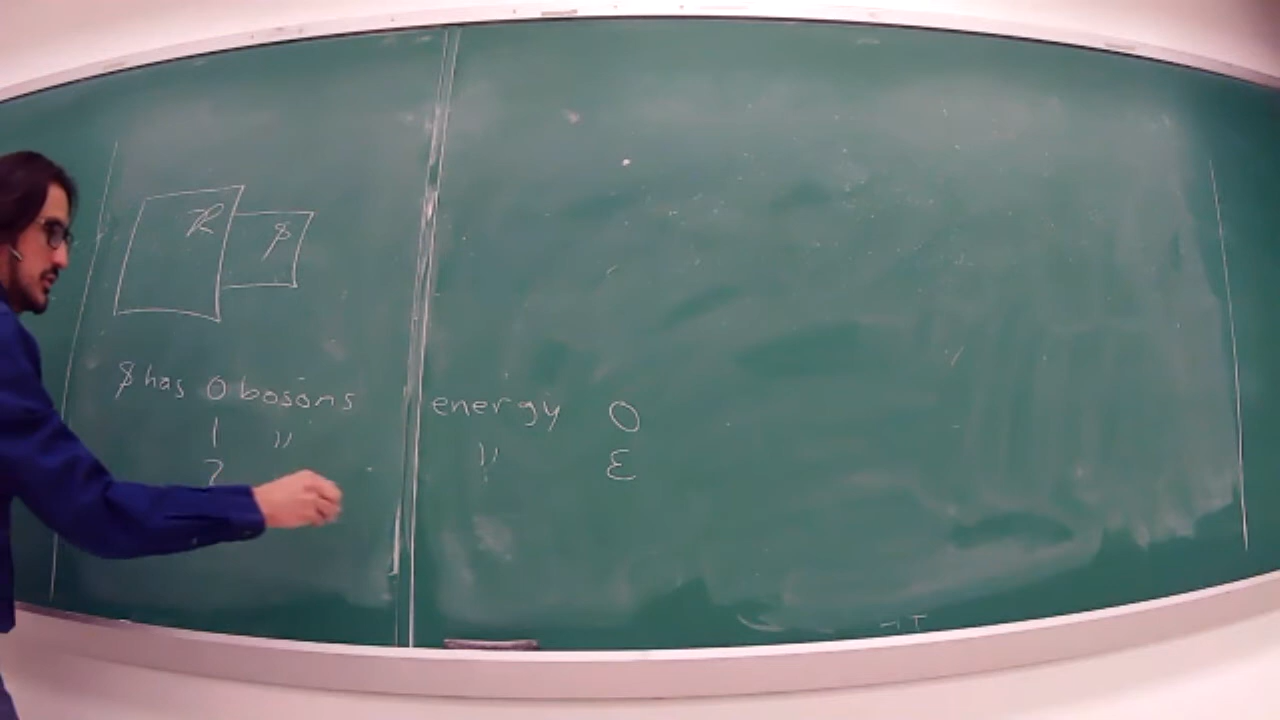 R $
$ has 0 bosons energy 0
1 " " ε
2